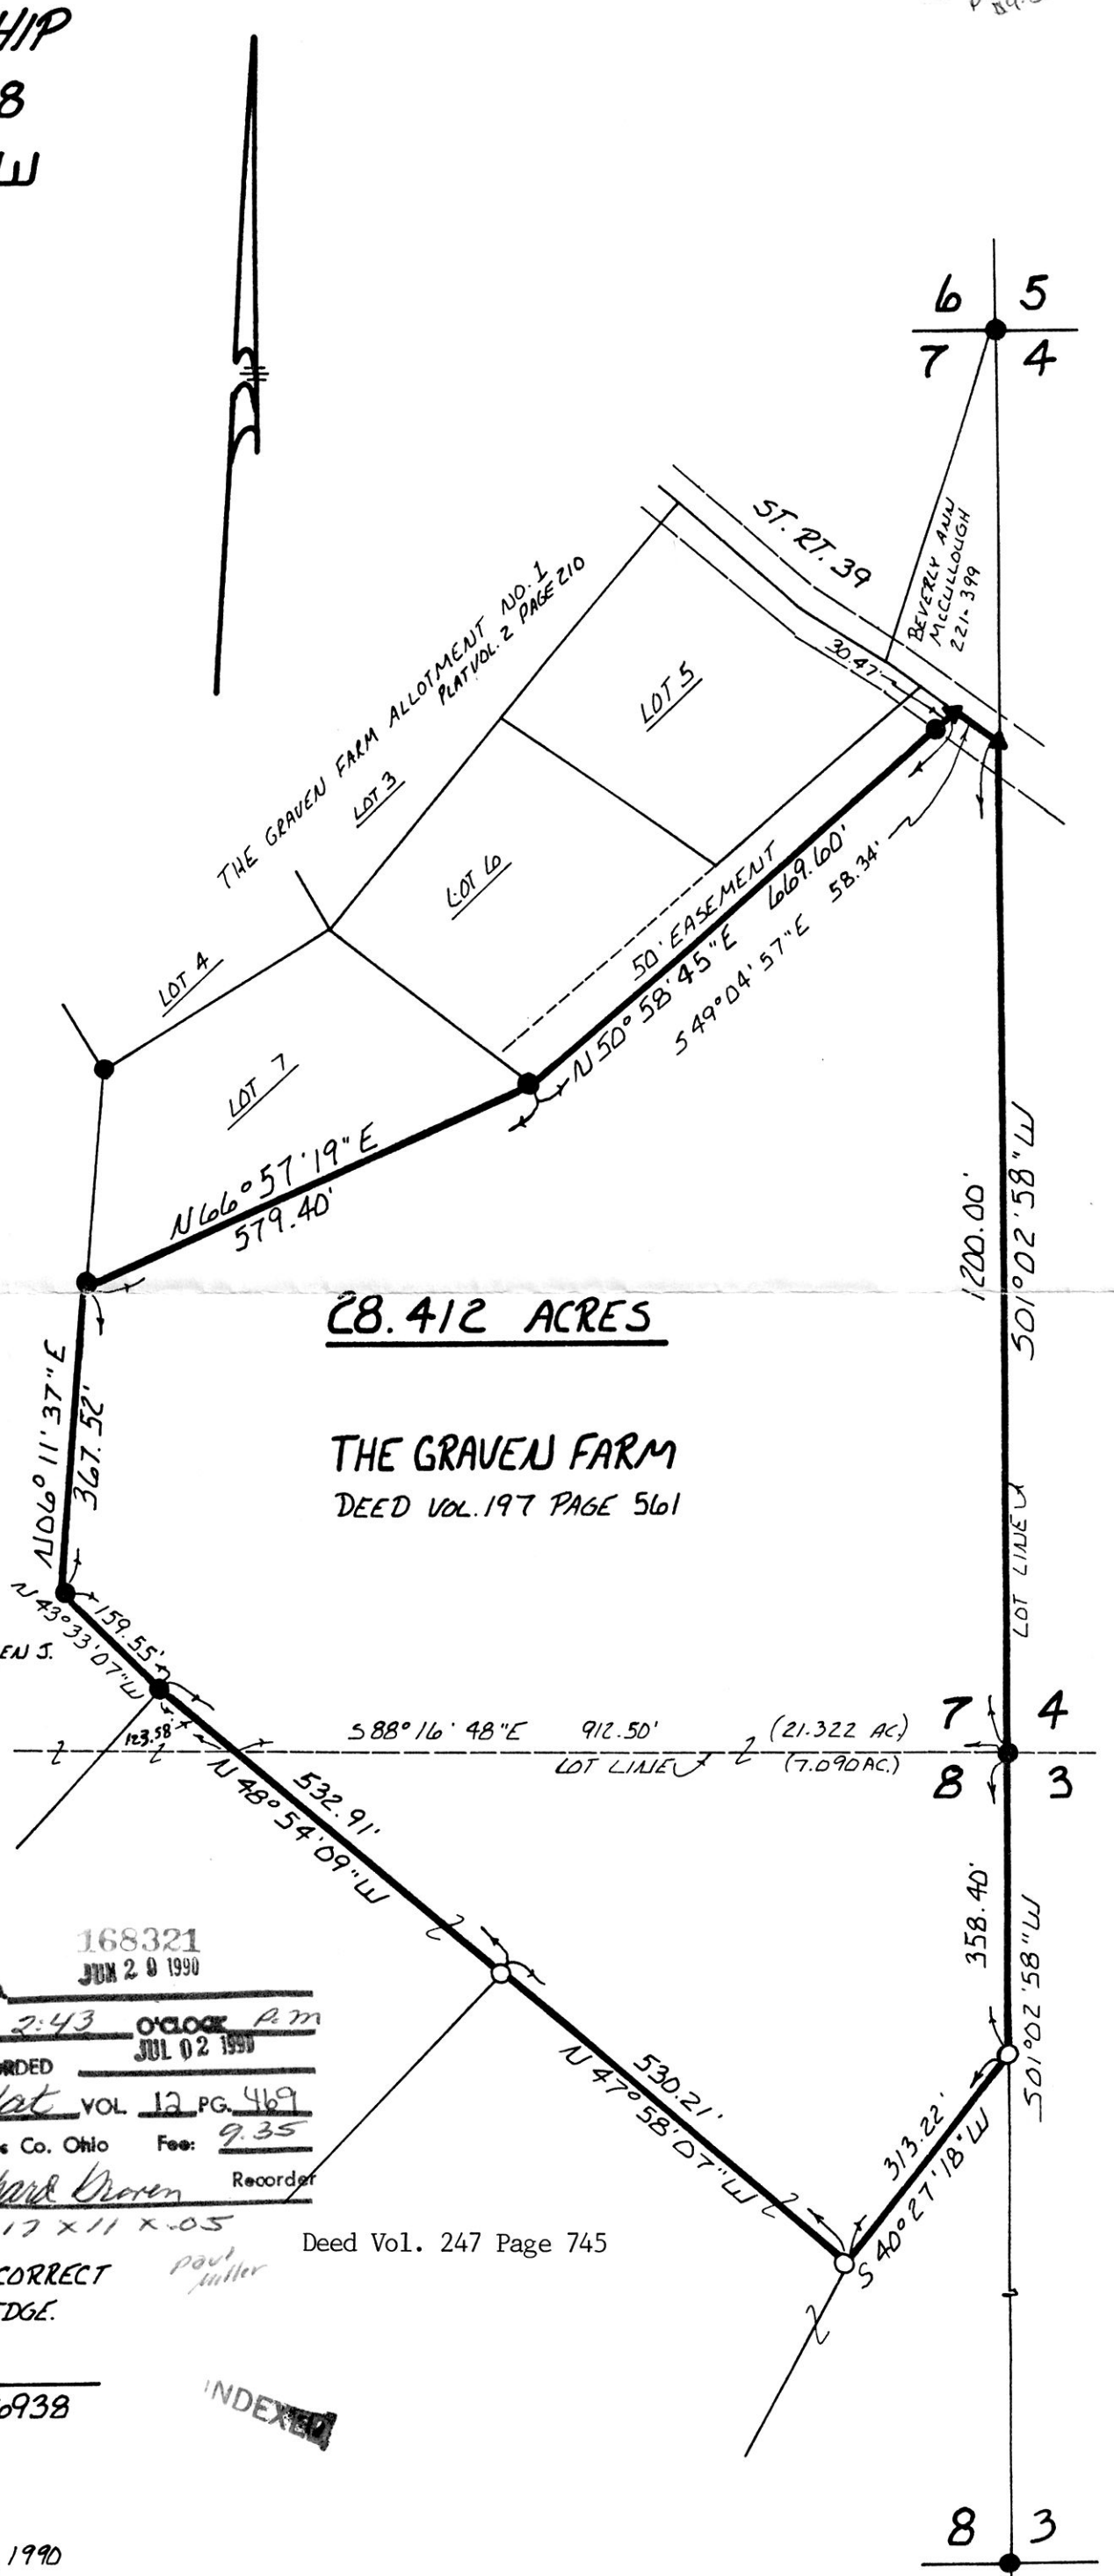 HIP
8
E
6 5
7 4
ST. RT. 39
BEVERLY ANN
McCULLOUGH
221-399
30.47'
THE GRAVEN FARM ALLOTMENT NO. 1
PLAT VOL. 2 PAGE 210
LOT 5
LOT 3
LOT 6
LOT 4
LOT 7
50' EASEMENT
N 50° 58' 45" E 669.60'
S 49° 04' 57" E 58.34'
N 66° 57' 19" E
579.40'
1200.00'
S 01° 02' 58" W
28.412 ACRES
THE GRAVEN FARM
DEED VOL. 197 PAGE 561
N 06° 11' 37" E
367.52'
LOT LINE
N 43° 33' 07" W
159.55'
EN J.
7 4
123.58'
S 88° 16' 48" E 912.50' (21.322 AC)
LOT LINE (7.090 AC.)
8 3
532.91'
N 48° 54' 09" W
358.40'
S 01° 02' 58" W
168321
JUN 20 1990
2:43 O'CLOCK P.m
JUL 02 1990
RDED
lat VOL. 12 PG. 469
s Co. Ohio Fee: 9.35
Recorder
17 x 11 x .05
530.21'
N 47° 58' 07" W
313.22'
S 40° 27' 18" W
Deed Vol. 247 Page 745
Paul
Miller
CORRECT
EDGE.
6938
INDEXED
8 3
1990